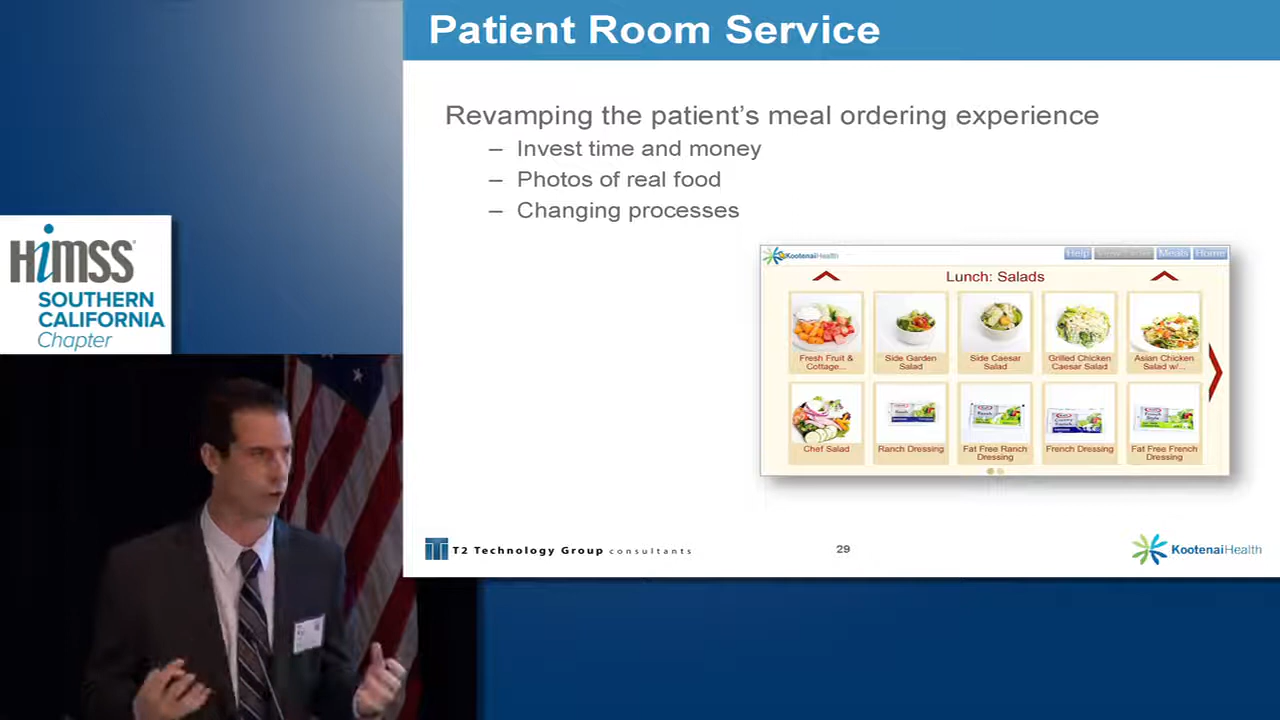 Patient Room Service
Revamping the patient's meal ordering experience
– Invest time and money
– Photos of real food
– Changing processes
HiMSS
SOUTHERN
CALIFORNIA
Chapter
KootenaiHealth
Help
Meals
Home
Lunch: Salads
Fresh Fruit &
Cottage...
Side Garden
Salad
Side Caesar
Salad
Grilled Chicken
Caesar Salad
Asian Chicken
Salad w/...
Chef Salad
Ranch Dressing
Fat Free Ranch
Dressing
French Dressing
Fat Free French
Dressing
T2 Technology Group consultants
29
KootenaiHealth